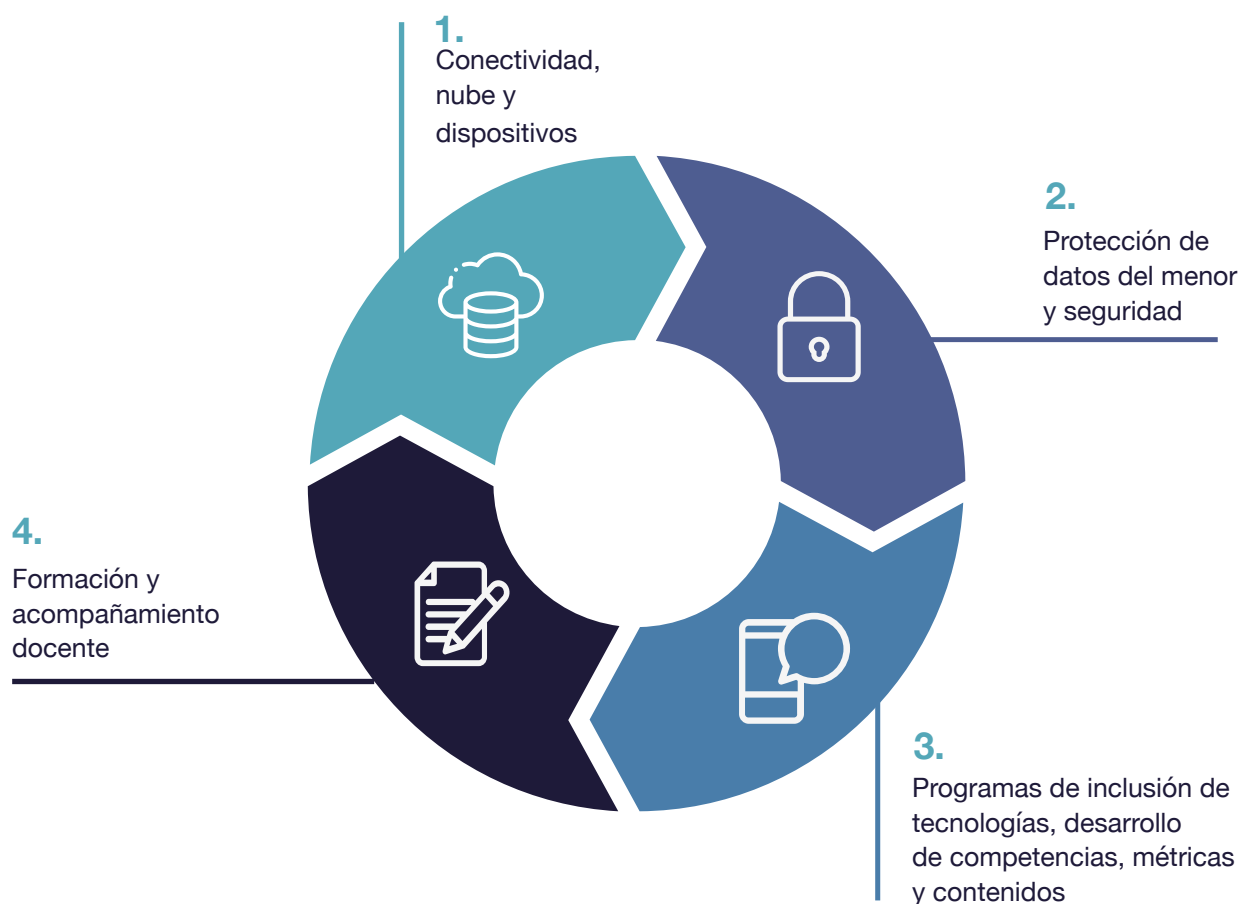 1.
Conectividad,
nube y
dispositivos
2.
Protección de
datos del menor
y seguridad
3.
Programas de inclusión de
tecnologías, desarrollo
de competencias, métricas
y contenidos
4.
Formación y
acompañamiento
docente